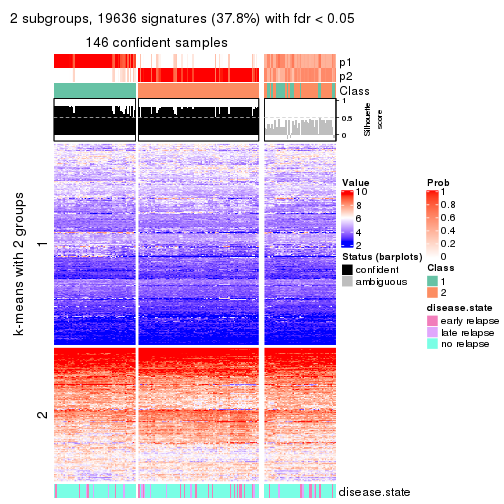 2 subgroups, 19636 signatures (37.8%) with fdr < 0.05
146 confident samples
p1
p2
Class
1
0.5
0
Silhouette
score
k-means with 2 groups
1
2
disease.state
Value
10
8
6
4
2
Status (barplots)
confident
ambiguous
Prob
1
0.8
0.6
0.4
0.2
0
Class
1
2
disease.state
early relapse
late relapse
no relapse